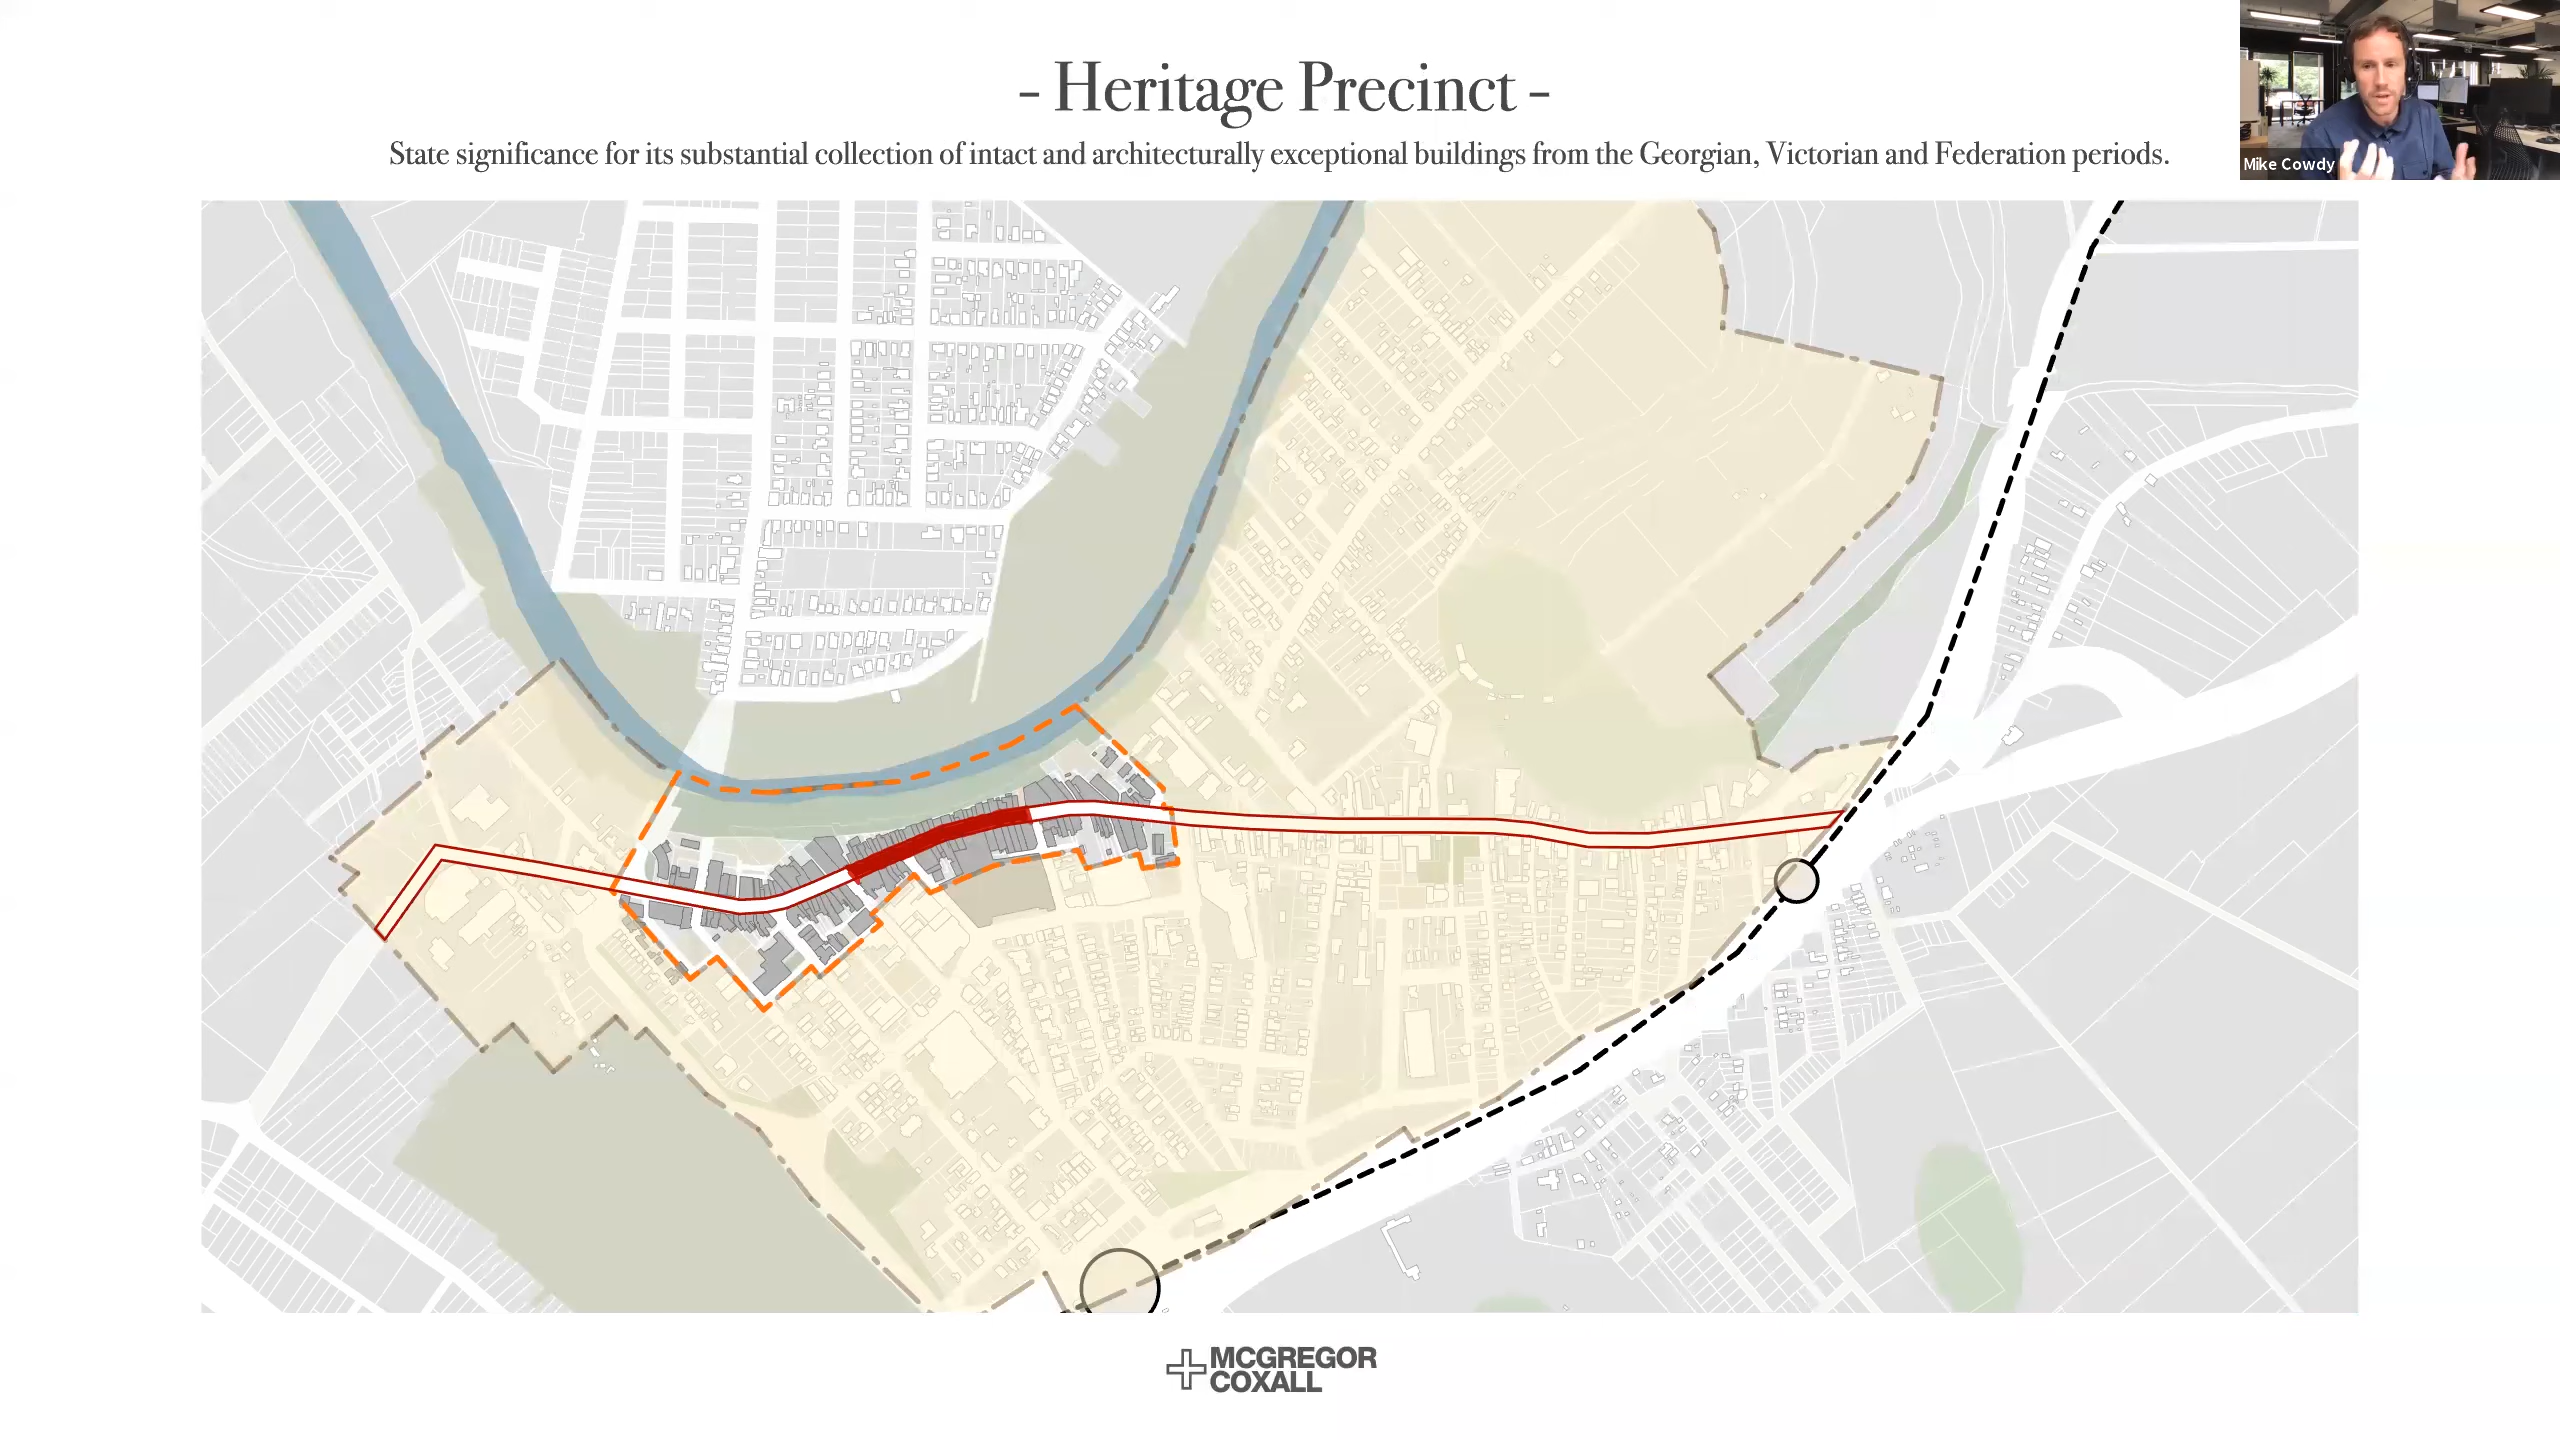 - Heritage Precinct -
State significance for its substantial collection of intact and architecturally exceptional buildings from the Georgian, Victorian and Federation periods.
Mike Cowdy
MCGREGOR
COXALL